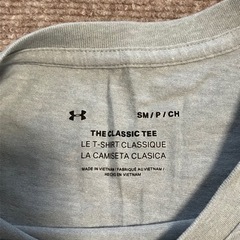 SM / P / CH
THE CLASSIC TEE
LE T-SHIRT CLASSIQUE
LA CAMISETA CLASICA
MADE IN VIETNAM / FABRIQUÉ AU VIETNAM /
HECHO EN VIETNAM